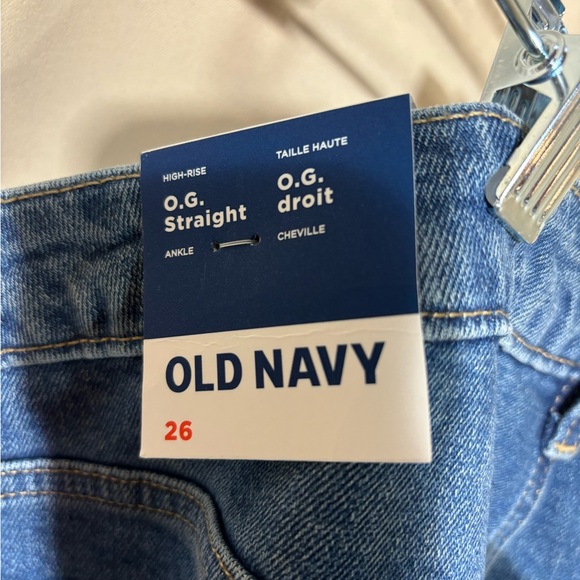 HIGH-RISE
O.G.
Straight
ANKLE
TAILLE HAUTE
O.G.
droit
CHEVILLE
OLD NAVY
26